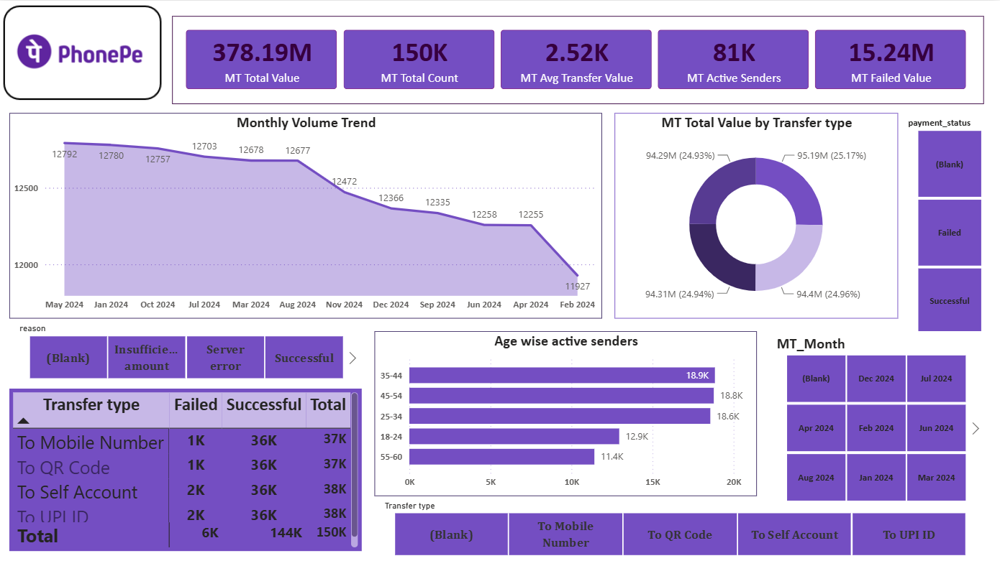 पे PhonePe
378.19M
MT Total Value
150K
MT Total Count
2.52K
MT Avg Transfer Value
81K
MT Active Senders
15.24M
MT Failed Value
Monthly Volume Trend
12792
12780
12757
12703
12678
12677
12472
12366
12335
12258
12255
11927
12500
12000
May 2024 Jan 2024 Oct 2024 Jul 2024 Mar 2024 Aug 2024 Nov 2024 Dec 2024 Sep 2024 Jun 2024 Apr 2024 Feb 2024
MT Total Value by Transfer type
94.29M (24.93%)
95.19M (25.17%)
94.31M (24.94%)
94.4M (24.96%)
payment_status
(Blank)
Failed
Successful
reason
(Blank)
Insufficie...
amount
Server
error
Successful
Transfer type Failed Successful Total
To Mobile Number 1K 36K 37K
To QR Code 1K 36K 37K
To Self Account 2K 36K 38K
To UPI ID 2K 36K 38K
Total 6K 144K 150K
Age wise active senders
35-44 18.9K
45-54 18.8K
25-34 18.6K
18-24 12.9K
55-60 11.4K
0K 5K 10K 15K 20K
MT_Month
(Blank) Dec 2024 Jul 2024
Apr 2024 Feb 2024 Jun 2024
Aug 2024 Jan 2024 Mar 2024
Transfer type
(Blank)
To Mobile
Number
To QR Code
To Self Account
To UPI ID